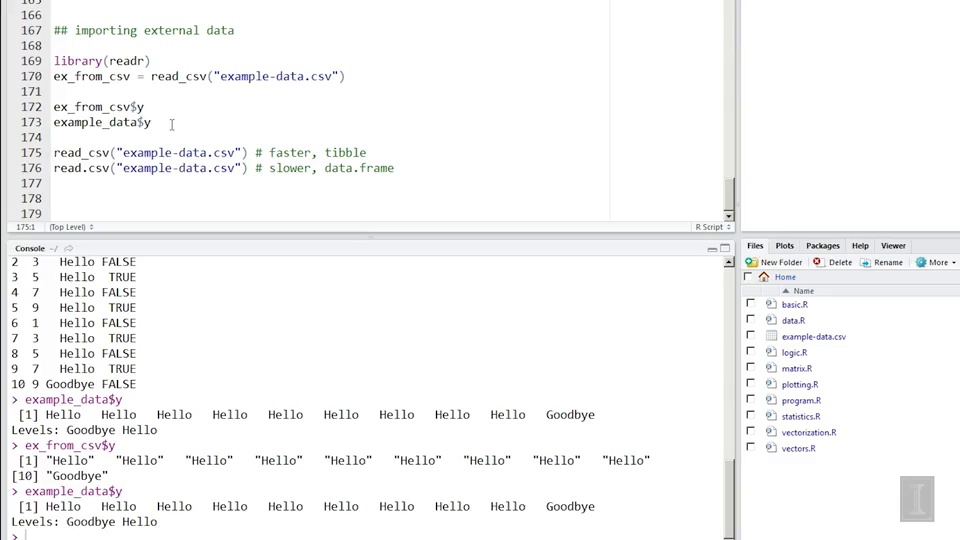 165
166
167 ## importing external data
168
169 library(readr)
170 ex_from_csv = read_csv("example-data.csv")
171
172 ex_from_csv$y
173 example_data$y
174
175 read_csv("example-data.csv") # faster, tibble
176 read.csv("example-data.csv") # slower, data.frame
177
178
179
175:1 (Top Level) R Script
Console ~/
2 3 Hello FALSE
3 5 Hello TRUE
4 7 Hello FALSE
5 9 Hello TRUE
6 1 Hello FALSE
7 3 Hello TRUE
8 5 Hello FALSE
9 7 Hello TRUE
10 9 Goodbye FALSE
> example_data$y
[1] Hello Hello Hello Hello Hello Hello Hello Hello Hello Goodbye
Levels: Goodbye Hello
> ex_from_csv$y
[1] "Hello" "Hello" "Hello" "Hello" "Hello" "Hello" "Hello" "Hello" "Hello"
[10] "Goodbye"
> example_data$y
[1] Hello Hello Hello Hello Hello Hello Hello Hello Hello Goodbye
Levels: Goodbye Hello
>
Files Plots Packages Help Viewer
New Folder Delete Rename More
Home
Name
basic.R
data.R
example-data.csv
logic.R
matrix.R
plotting.R
program.R
statistics.R
vectorization.R
vectors.R
I